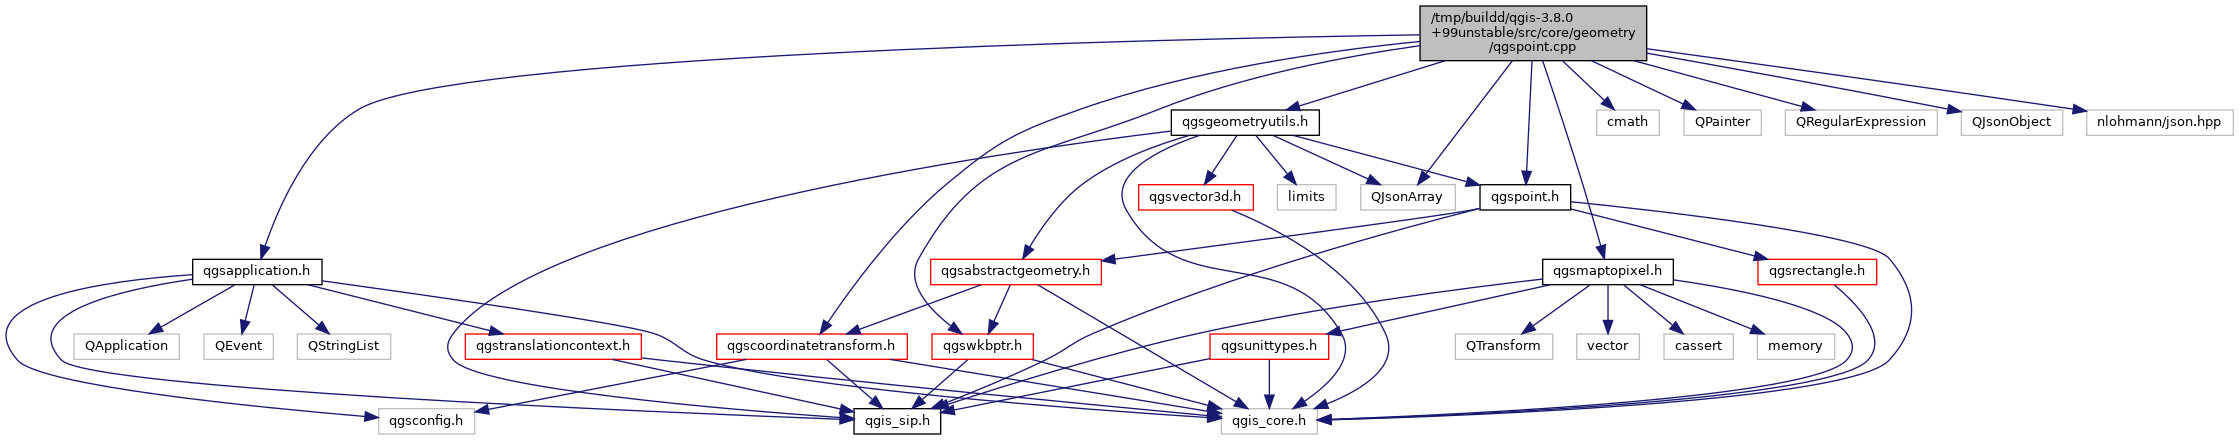 /tmp/buildd/qgis-3.8.0
+99unstable/src/core/geometry
/qgspoint.cpp
qgsgeometryutils.h
cmath
QPainter
QRegularExpression
QJsonObject
nlohmann/json.hpp
qgsvector3d.h
limits
QJsonArray
qgspoint.h
qgsapplication.h
qgsabstractgeometry.h
qgsmaptopixel.h
qgsrectangle.h
QApplication
QEvent
QStringList
qgstranslationcontext.h
qgscoordinatetransform.h
qgswkbptr.h
qgsunittypes.h
QTransform
vector
cassert
memory
qgsconfig.h
qgis_sip.h
qgis_core.h